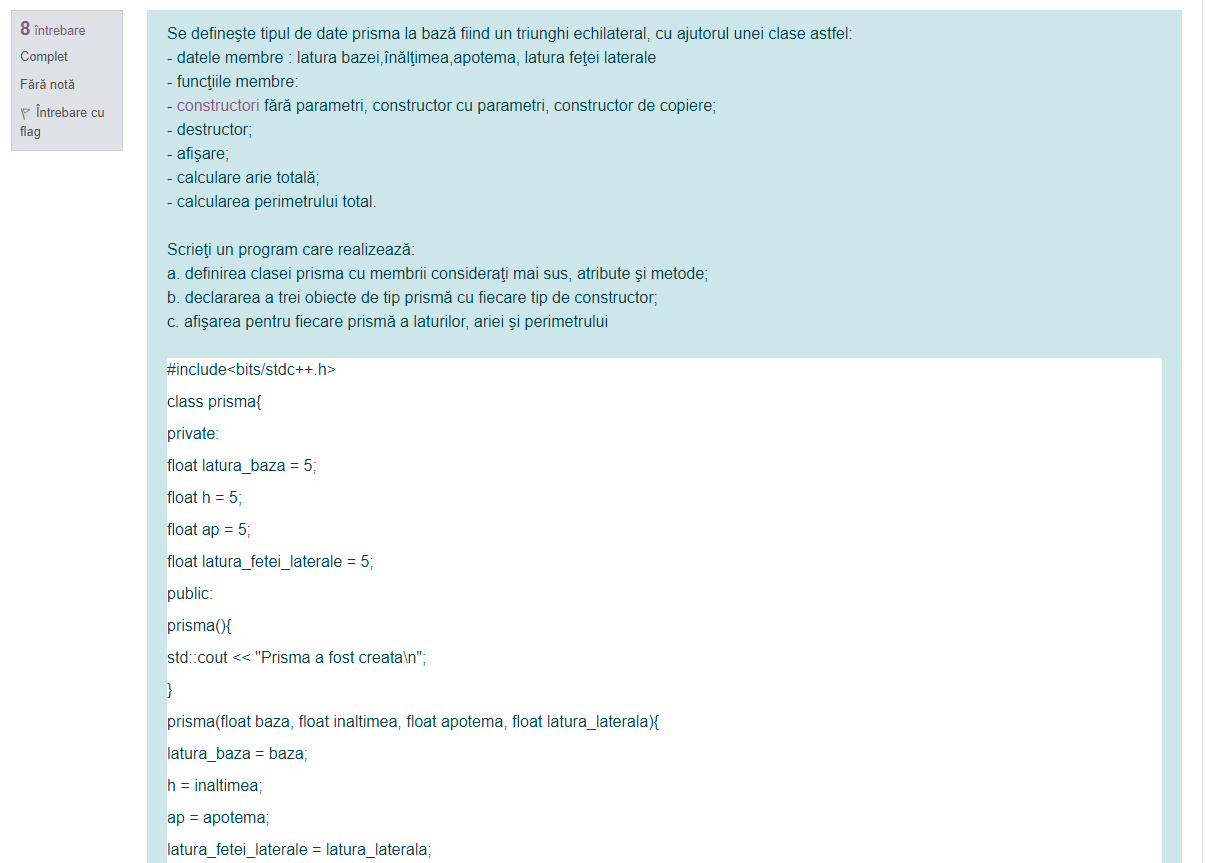 8 întrebare
Complet
Fără notă
Întrebare cu
flag
Se defineşte tipul de date prisma la bază fiind un triunghi echilateral, cu ajutorul unei clase astfel:
- datele membre : latura bazei,înălţimea,apotema, latura feţei laterale
- funcţiile membre:
- constructori fără parametri, constructor cu parametri, constructor de copiere;
- destructor;
- afişare;
- calculare arie totală;
- calcularea perimetrului total.
Scrieţi un program care realizează:
a. definirea clasei prisma cu membrii consideraţi mai sus, atribute şi metode;
b. declararea a trei obiecte de tip prismă cu fiecare tip de constructor;
c. afişarea pentru fiecare prismă a laturilor, ariei şi perimetrului
#include<bits/stdc++.h>
class prisma{
private:
float latura_baza = 5;
float h = 5;
float ap = 5;
float latura_fetei_laterale = 5;
public:
prisma(){
std::cout << "Prisma a fost creata\n";
}
prisma(float baza, float inaltimea, float apotema, float latura_laterala){
latura_baza = baza;
h = inaltimea;
ap = apotema;
latura_fetei_laterale = latura_laterala;